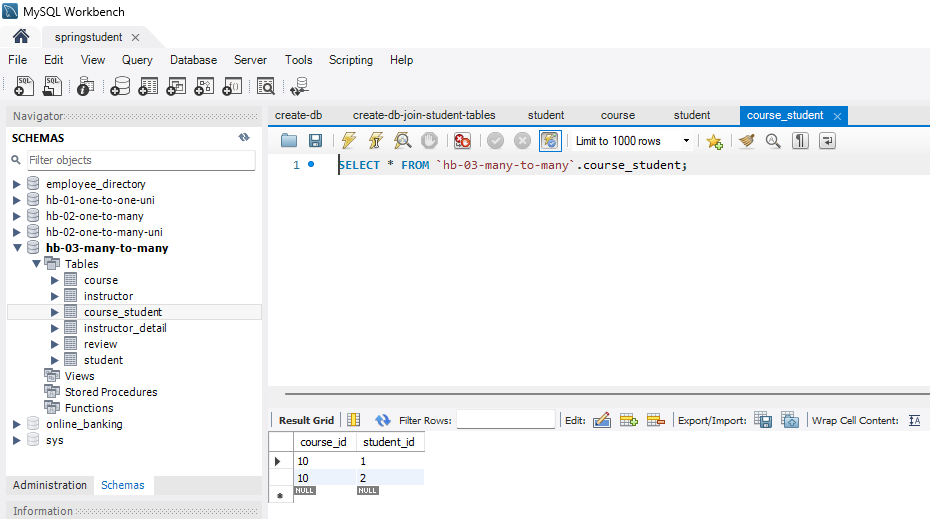 MySQL Workbench
springstudent
File Edit View Query Database Server Tools Scripting Help
Navigator
SCHEMAS
Filter objects
employee_directory
hb-01-one-to-one-uni
hb-02-one-to-many
hb-02-one-to-many-uni
hb-03-many-to-many
Tables
course
instructor
course_student
instructor_detail
review
student
Views
Stored Procedures
Functions
online_banking
sys
Administration Schemas
Information
create-db create-db-join-student-tables student course student course_student
Limit to 1000 rows
1 SELECT * FROM `hb-03-many-to-many`.course_student;
Result Grid Filter Rows: Edit: Export/Import: Wrap Cell Content:
course_id student_id
10 1
10 2
NULL NULL